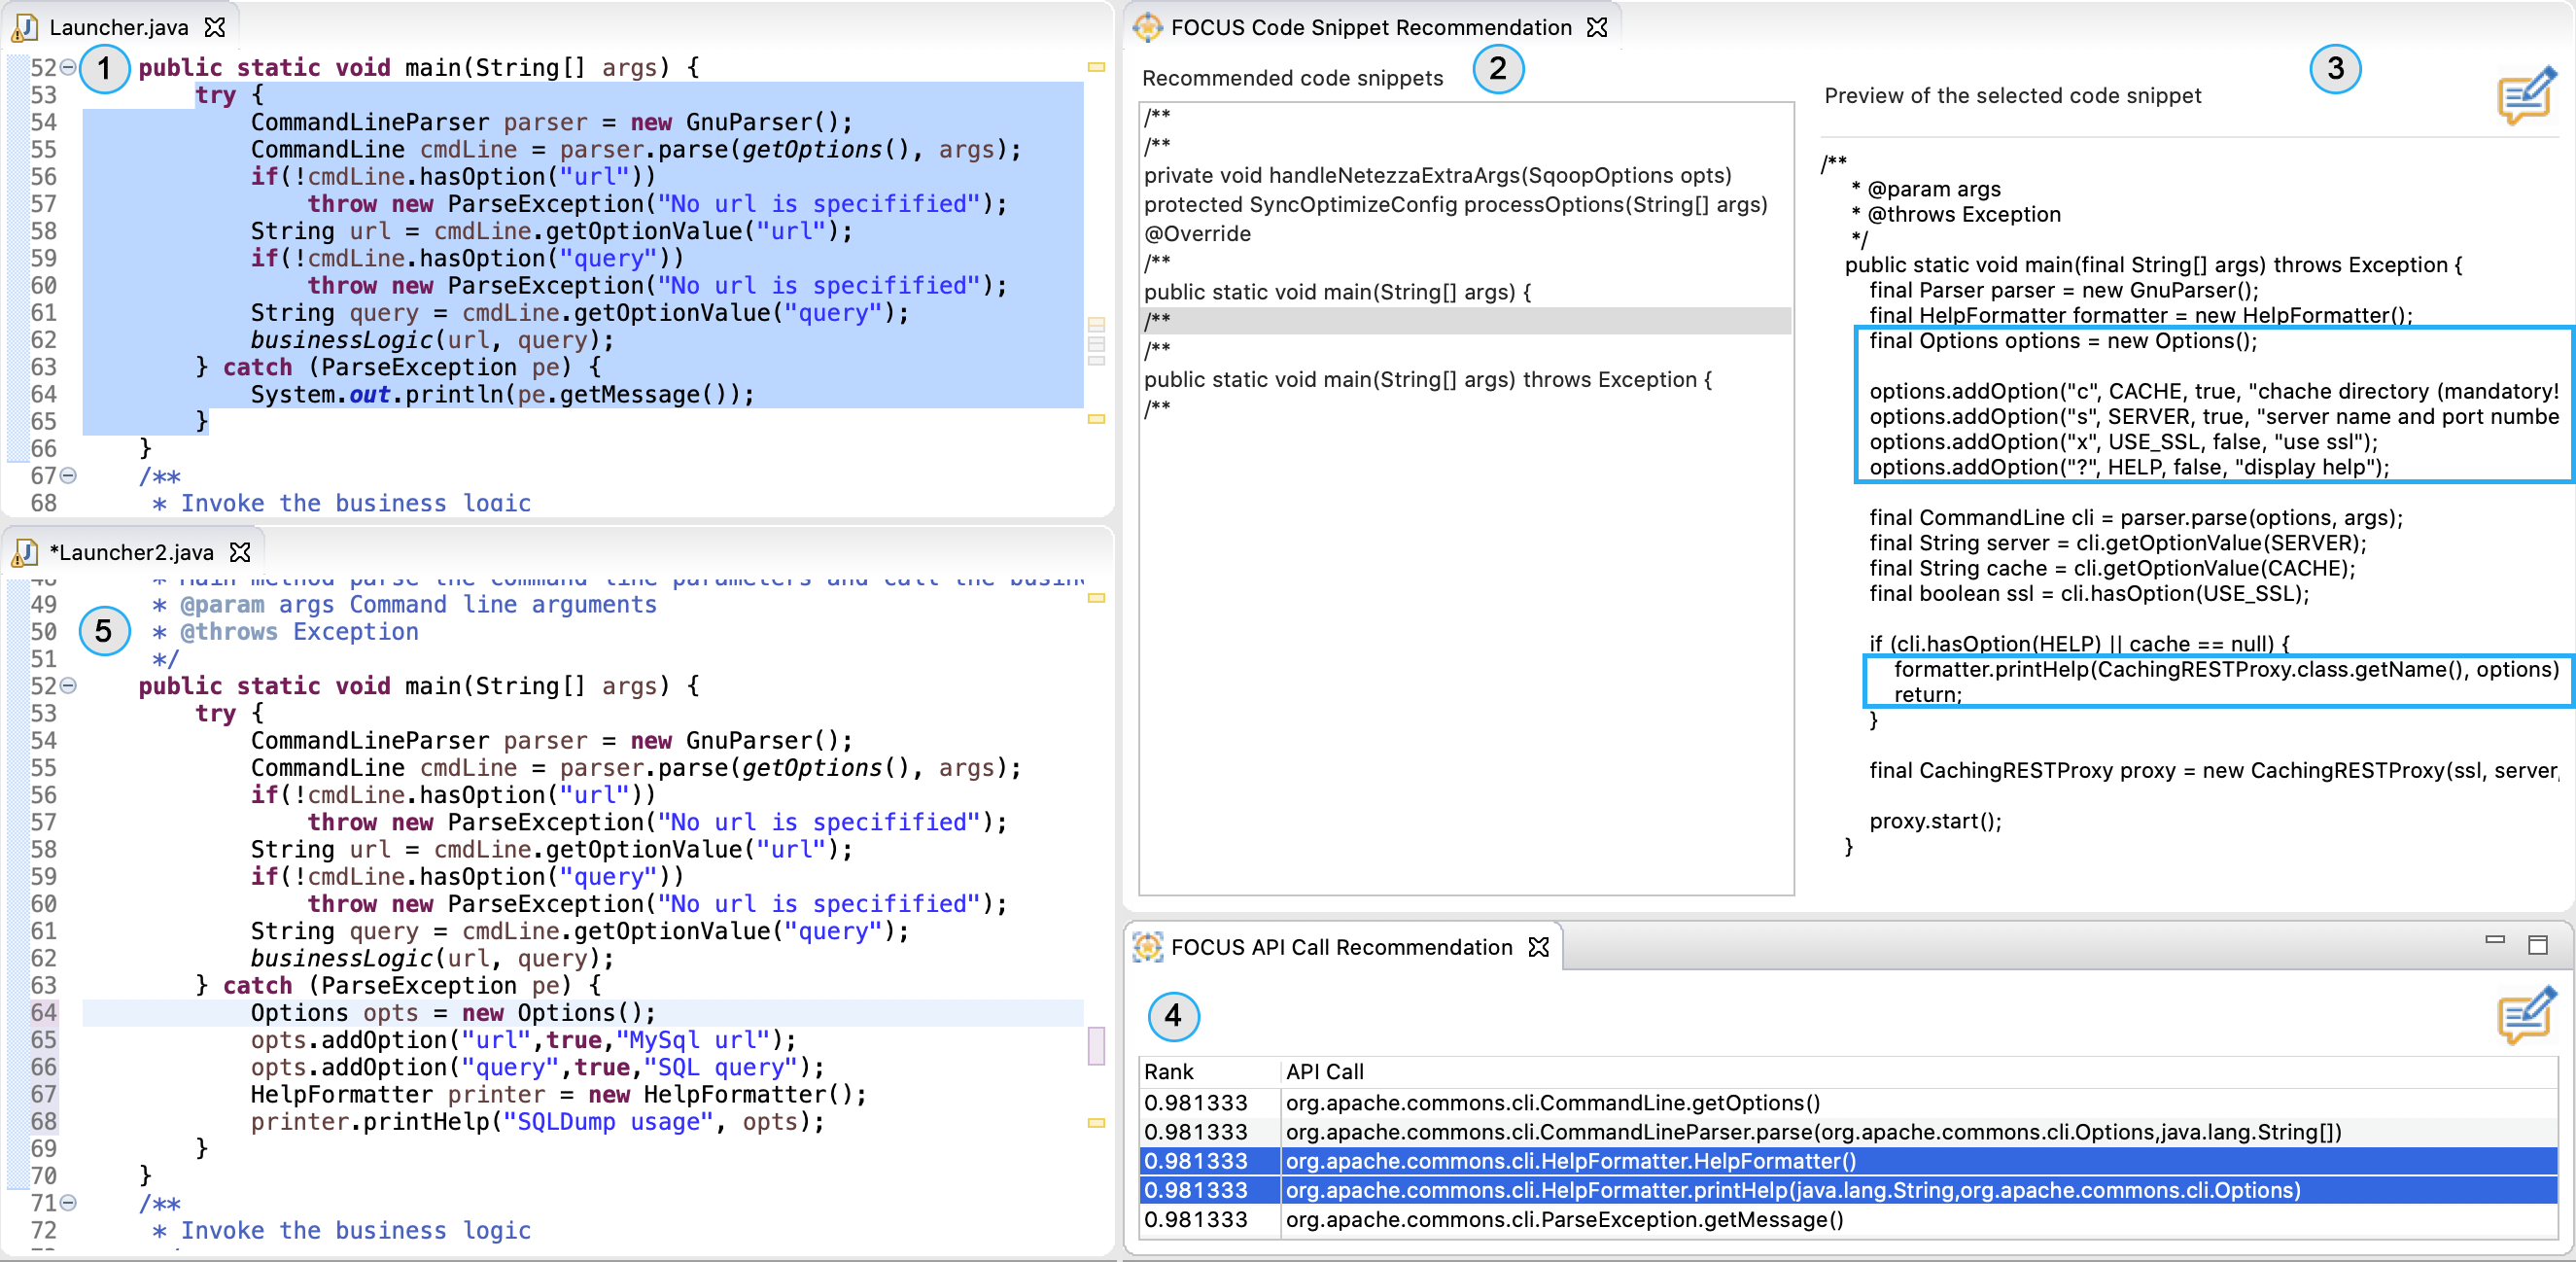 Launcher.java
1
52 public static void main(String[] args) {
53 try {
54 CommandLineParser parser = new GnuParser();
55 CommandLine cmdLine = parser.parse(getOptions(), args);
56 if(!cmdLine.hasOption("url"))
57 throw new ParseException("No url is specifified");
58 String url = cmdLine.getOptionValue("url");
59 if(!cmdLine.hasOption("query"))
60 throw new ParseException("No url is specifified");
61 String query = cmdLine.getOptionValue("query");
62 businessLogic(url, query);
63 } catch (ParseException pe) {
64 System.out.println(pe.getMessage());
65 }
66 }
67 /**
68 * Invoke the business logic
*Launcher2.java
48 * Main method parse the command line parameters and call the
49 * @param args Command line arguments
5
50 * @throws Exception
51 */
52 public static void main(String[] args) {
53 try {
54 CommandLineParser parser = new GnuParser();
55 CommandLine cmdLine = parser.parse(getOptions(), args);
56 if(!cmdLine.hasOption("url"))
57 throw new ParseException("No url is specifified");
58 String url = cmdLine.getOptionValue("url");
59 if(!cmdLine.hasOption("query"))
60 throw new ParseException("No url is specifified");
61 String query = cmdLine.getOptionValue("query");
62 businessLogic(url, query);
63 } catch (ParseException pe) {
64 Options opts = new Options();
65 opts.addOption("url",true,"MySql url");
66 opts.addOption("query",true,"SQL query");
67 HelpFormatter printer = new HelpFormatter();
68 printer.printHelp("SQLDump usage", opts);
69 }
70 }
71 /**
72 * Invoke the business logic
FOCUS Code Snippet Recommendation
Recommended code snippets
2
/**
/**
private void handleNetezzaExtraArgs(SqoopOptions opts)
protected SyncOptimizeConfig processOptions(String[] args)
@Override
/**
public static void main(String[] args) {
/**
/**
public static void main(String[] args) throws Exception {
/**
3
Preview of the selected code snippet
/**
* @param args
* @throws Exception
*/
public static void main(final String[] args) throws Exception {
final Parser parser = new GnuParser();
final HelpFormatter formatter = new HelpFormatter();
final Options options = new Options();
options.addOption("c", CACHE, true, "chache directory (mandatory!
options.addOption("s", SERVER, true, "server name and port numbe
options.addOption("x", USE_SSL, false, "use ssl");
options.addOption("?", HELP, false, "display help");
final CommandLine cli = parser.parse(options, args);
final String server = cli.getOptionValue(SERVER);
final String cache = cli.getOptionValue(CACHE);
final boolean ssl = cli.hasOption(USE_SSL);
if (cli.hasOption(HELP) || cache == null) {
formatter.printHelp(CachingRESTProxy.class.getName(), options)
return;
}
final CachingRESTProxy proxy = new CachingRESTProxy(ssl, server,
proxy.start();
}
FOCUS API Call Recommendation
4
Rank API Call
0.981333 org.apache.commons.cli.CommandLine.getOptions()
0.981333 org.apache.commons.cli.CommandLineParser.parse(org.apache.commons.cli.Options,java.lang.String[])
0.981333 org.apache.commons.cli.HelpFormatter.HelpFormatter()
0.981333 org.apache.commons.cli.HelpFormatter.printHelp(java.lang.String,org.apache.commons.cli.Options)
0.981333 org.apache.commons.cli.ParseException.getMessage()